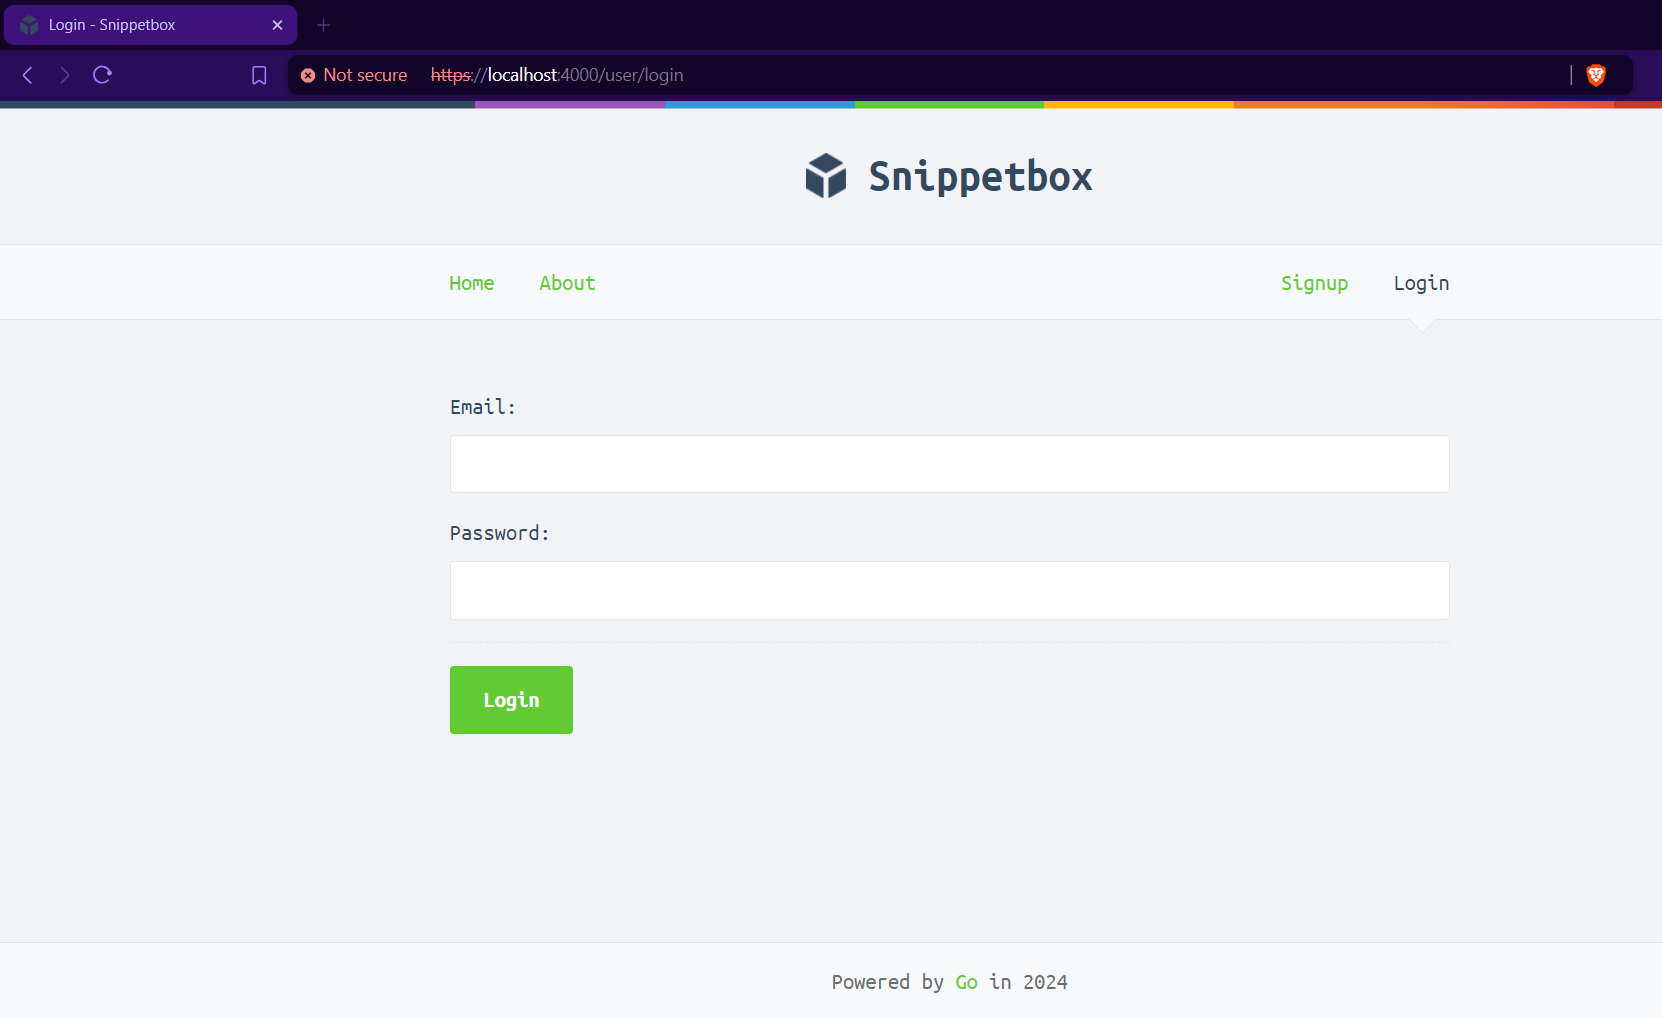 Login - Snippetbox
Not secure https://localhost:4000/user/login
Snippetbox
Home About Signup Login
Email:
Password:
Login
Powered by Go in 2024